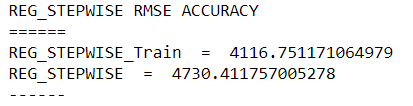 REG_STEPWISE RMSE ACCURACY
======
REG_STEPWISE_Train  =  4116.751171064979
REG_STEPWISE  =  4730.411757005278
------